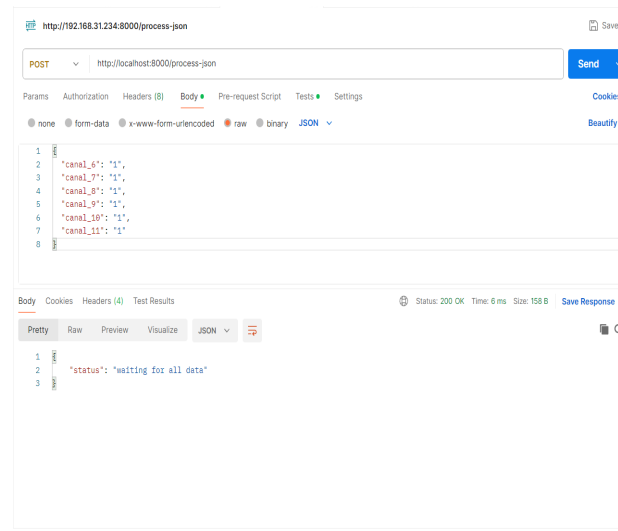 HTTP http://192.168.31.234:8000/process-json Save
POST http://localhost:8000/process-json Send
Params Authorization Headers (8) Body Pre-request Script Tests Settings Cookies
none form-data x-www-form-urlencoded raw binary JSON Beautify
1 {
2 "canal_6": "1",
3 "canal_7": "1",
4 "canal_8": "1",
5 "canal_9": "1",
6 "canal_10": "1",
7 "canal_11": "1"
8 }
Body Cookies Headers (4) Test Results Status: 200 OK Time: 6 ms Size: 158 B Save Response
Pretty Raw Preview Visualize JSON
1 {
2 "status": "waiting for all data"
3 }